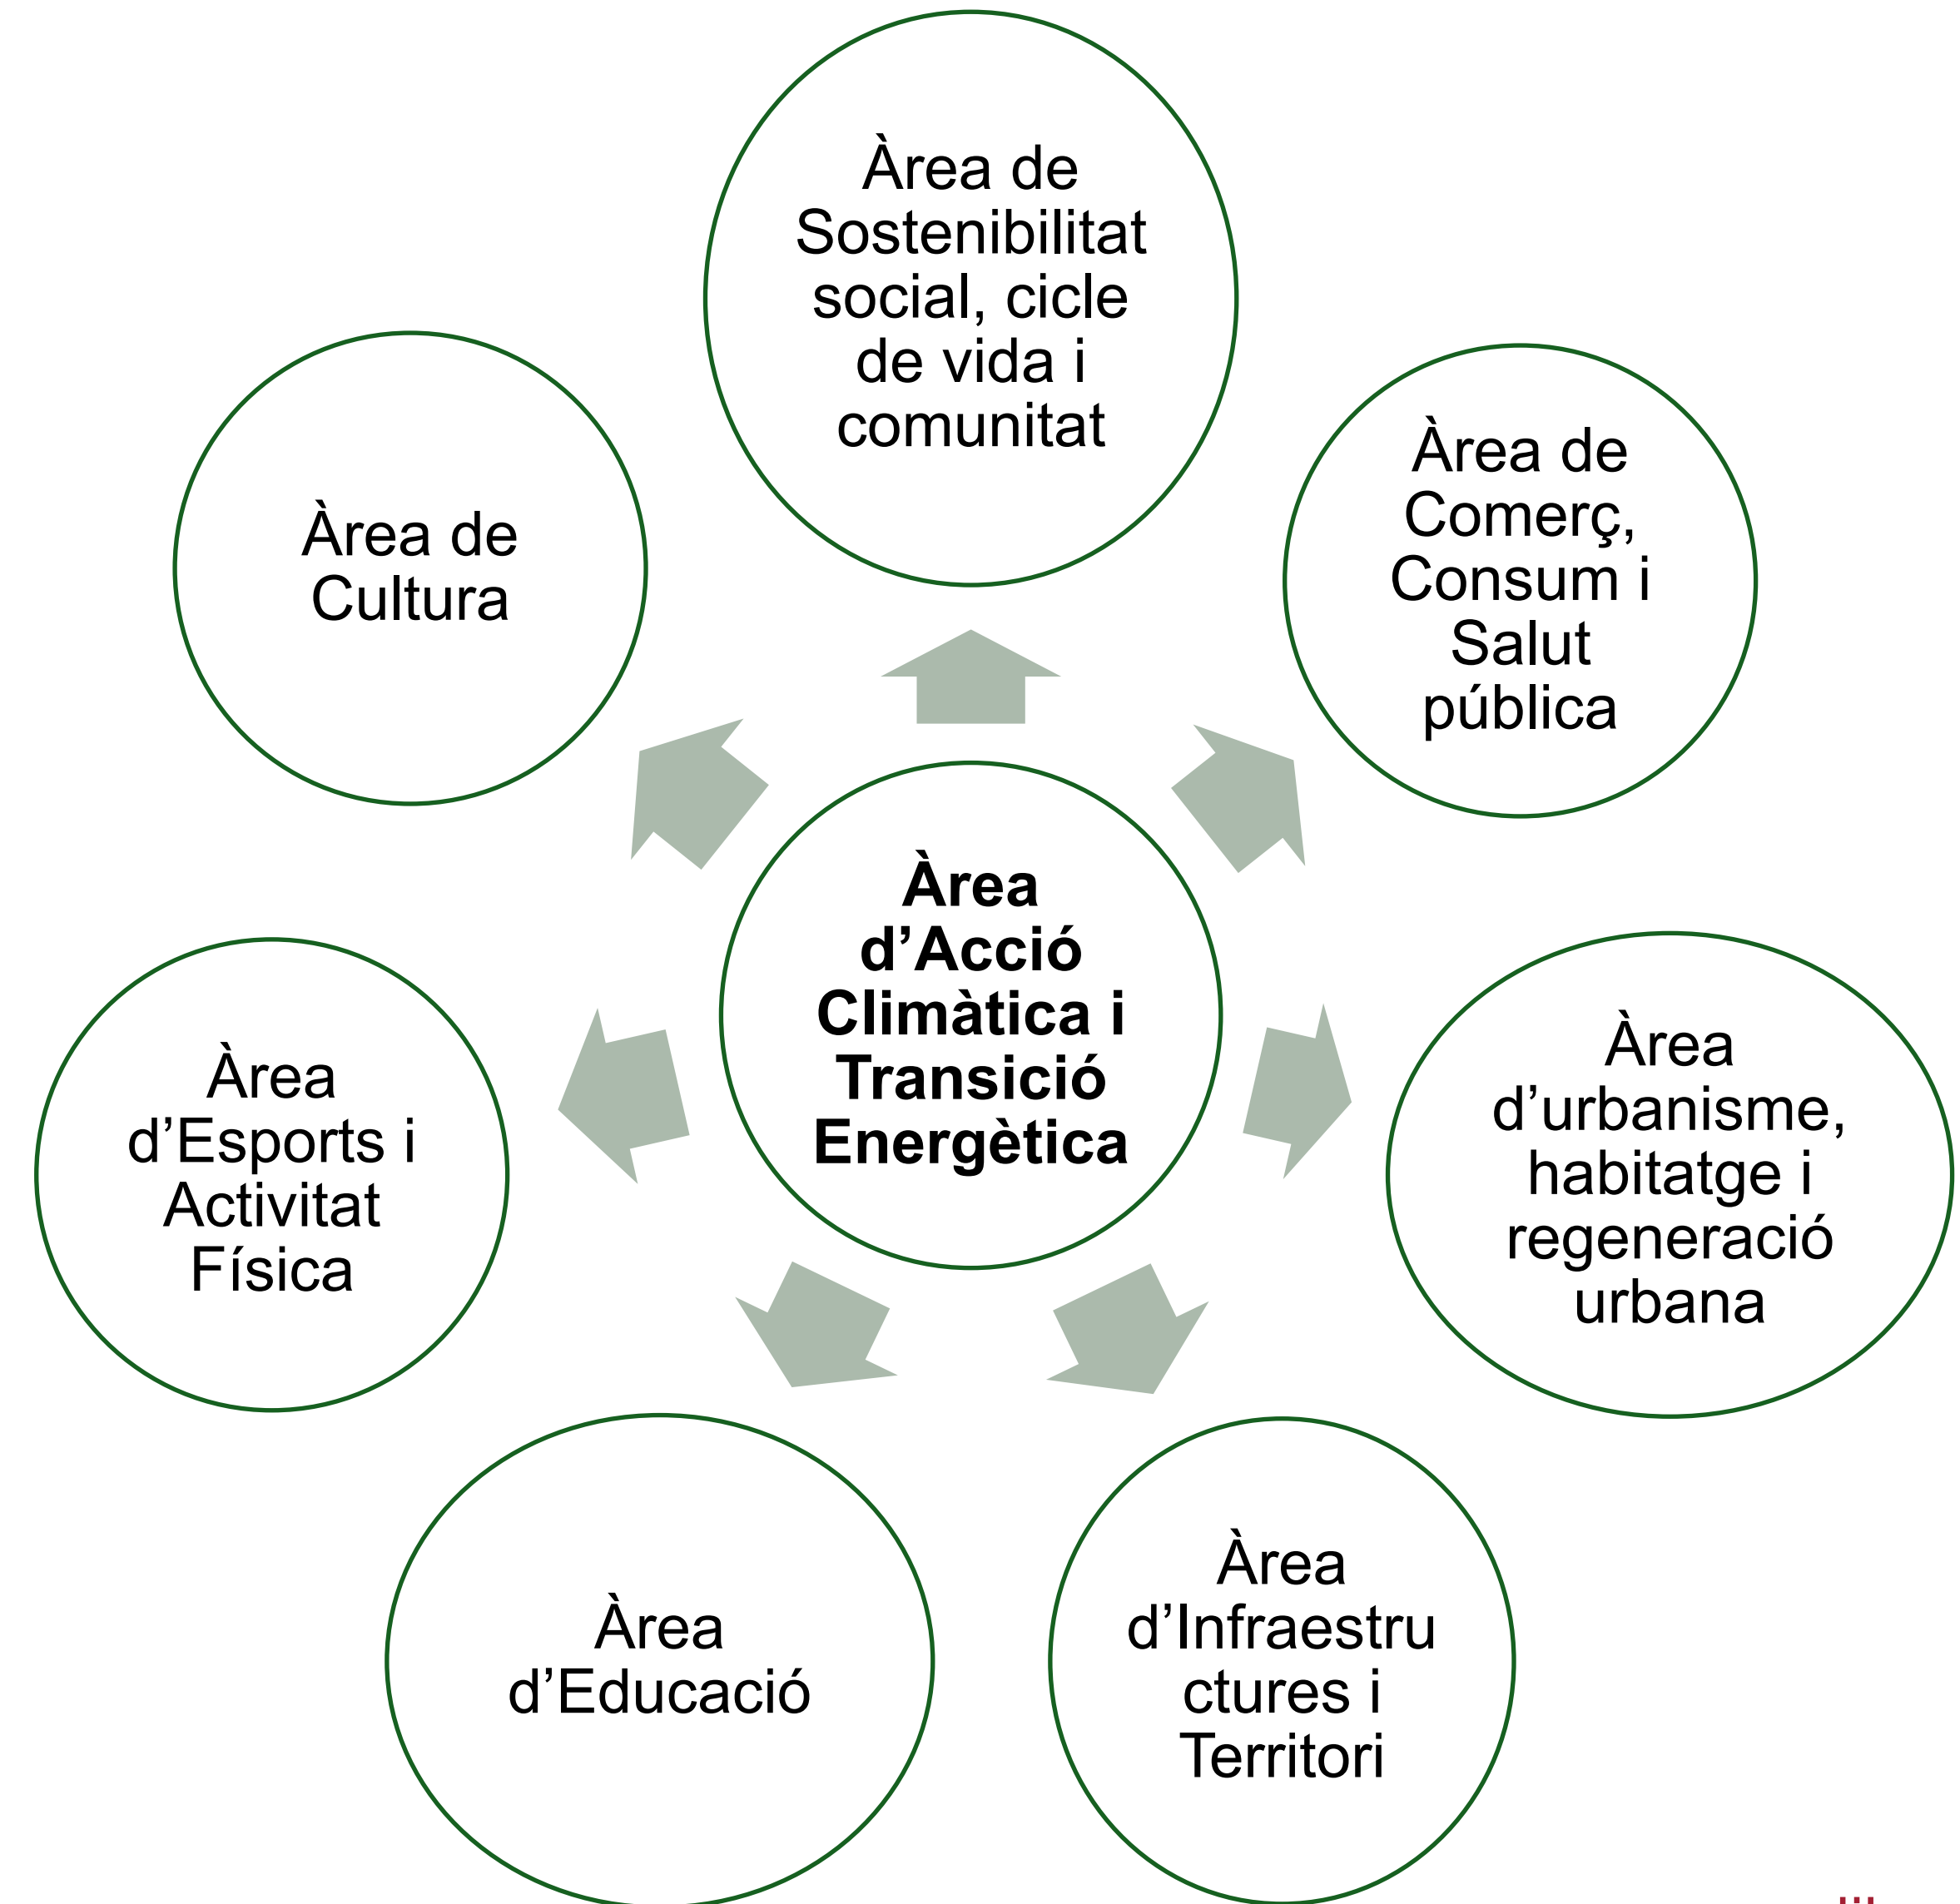 Àrea de
Sostenibilitat
social, cicle
de vida i
comunitat
Àrea de
Comerç,
Consum i
Salut
pública
Àrea
d’urbanisme,
habitatge i
regeneració
urbana
Àrea
d’Infraestru
ctures i
Territori
Àrea
d’Educació
Àrea
d’Esports i
Activitat
Física
Àrea de
Cultura
Àrea
d’Acció
Climàtica i
Transició
Energètica